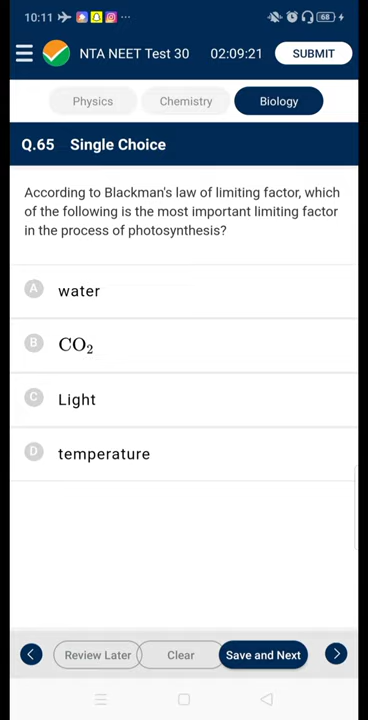 10:11 68
NTA NEET Test 30 02:09:21 SUBMIT
Physics Chemistry Biology
Q.65 Single Choice
According to Blackman's law of limiting factor, which
of the following is the most important limiting factor
in the process of photosynthesis?
A water
B CO₂
C Light
D temperature
Review Later Clear Save and Next